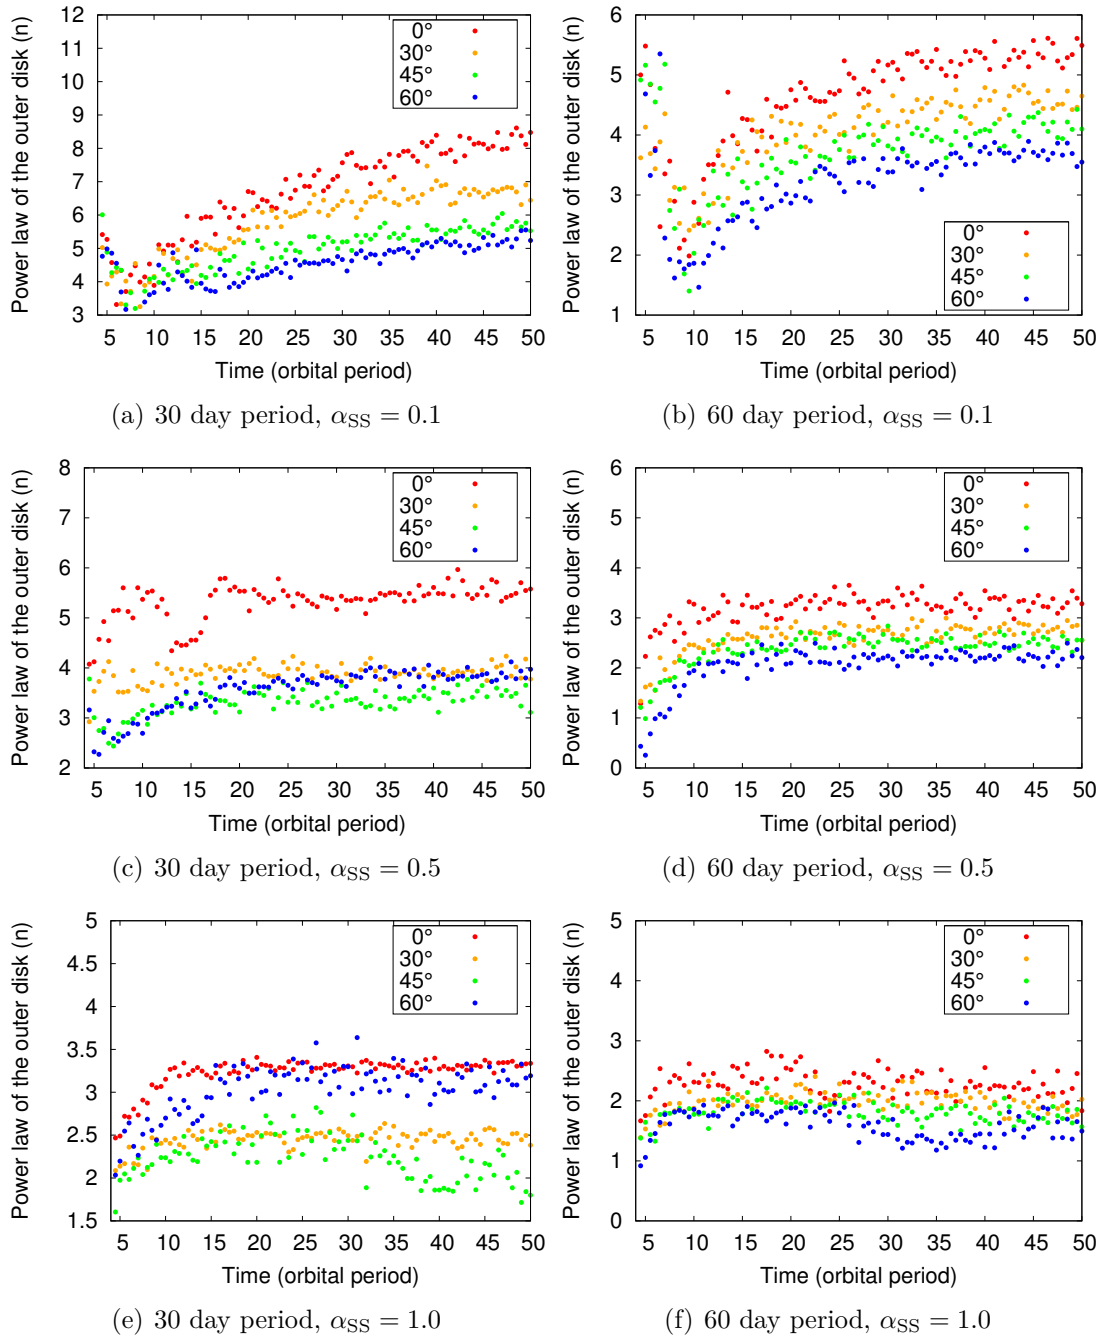 Power law of the outer disk (n)
12
11
10
9
8
7
6
5
4
3
0°
30°
45°
60°
5 10 15 20 25 30 35 40 45 50
Time (orbital period)
(a) 30 day period, αSS = 0.1
Power law of the outer disk (n)
6
5
4
3
2
1
0°
30°
45°
60°
5 10 15 20 25 30 35 40 45 50
Time (orbital period)
(b) 60 day period, αSS = 0.1
Power law of the outer disk (n)
8
7
6
5
4
3
2
0°
30°
45°
60°
5 10 15 20 25 30 35 40 45 50
Time (orbital period)
(c) 30 day period, αSS = 0.5
Power law of the outer disk (n)
6
5
4
3
2
1
0
0°
30°
45°
60°
5 10 15 20 25 30 35 40 45 50
Time (orbital period)
(d) 60 day period, αSS = 0.5
Power law of the outer disk (n)
5
4.5
4
3.5
3
2.5
2
1.5
0°
30°
45°
60°
5 10 15 20 25 30 35 40 45 50
Time (orbital period)
(e) 30 day period, αSS = 1.0
Power law of the outer disk (n)
5
4
3
2
1
0
0°
30°
45°
60°
5 10 15 20 25 30 35 40 45 50
Time (orbital period)
(f) 60 day period, αSS = 1.0